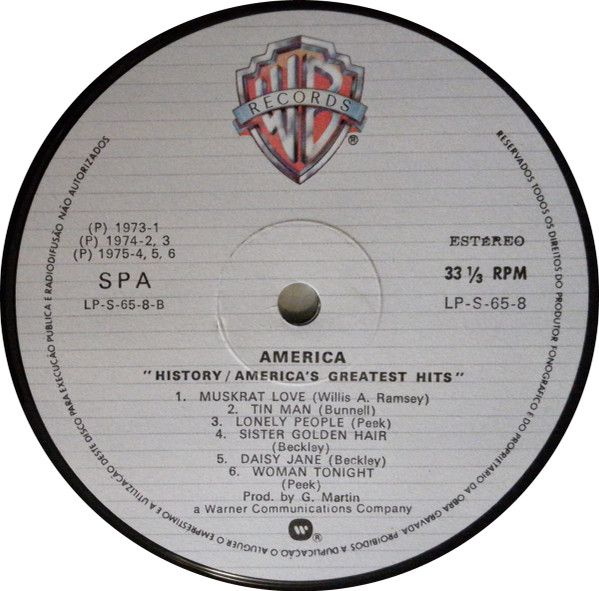 WB
RECORDS
®
(P) 1973-1
(P) 1974-2, 3
(P) 1975-4, 5, 6
SPA
LP-S-65-8-B
ESTÉREO
33 1/3 RPM
LP-S-65-8
AMERICA
"HISTORY/AMERICA'S GREATEST HITS"
1. MUSKRAT LOVE (Willis A. Ramsey)
2. TIN MAN (Bunnell)
3. LONELY PEOPLE (Peek)
4. SISTER GOLDEN HAIR
(Beckley)
5. DAISY JANE (Beckley)
6. WOMAN TONIGHT
(Peek)
Prod. by G. Martin
a Warner Communications Company
®
RESERVADOS TODOS OS DIREITOS DO PRODUTOR FONOGRÁFICO E DO PROPRIETÁRIO DA OBRA GRAVADA. PROIBIDOS A DUPLICAÇÃO O ALUGUER O EMPRÉSTIMO E A UTILIZAÇÃO DESTE DISCO PARA EXECUÇÃO PÚBLICA E RADIODIFUSÃO NÃO AUTORIZADOS